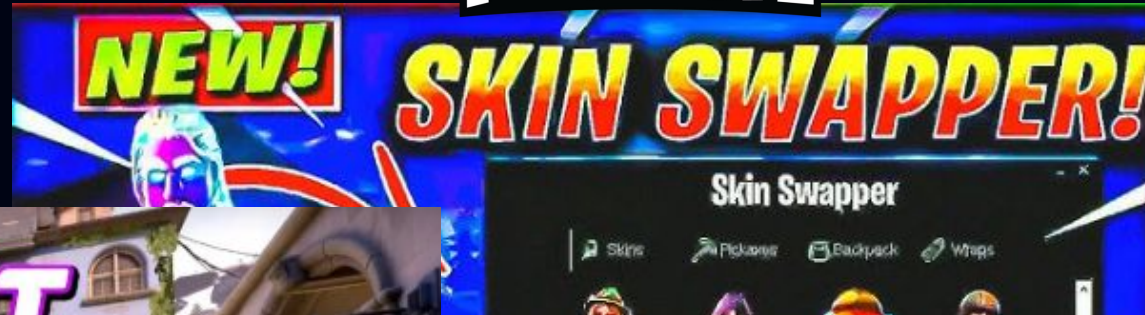 NEW!
SKIN SWAPPER!
Skin Swapper
Skins Pickaxes Backpack Wraps
T